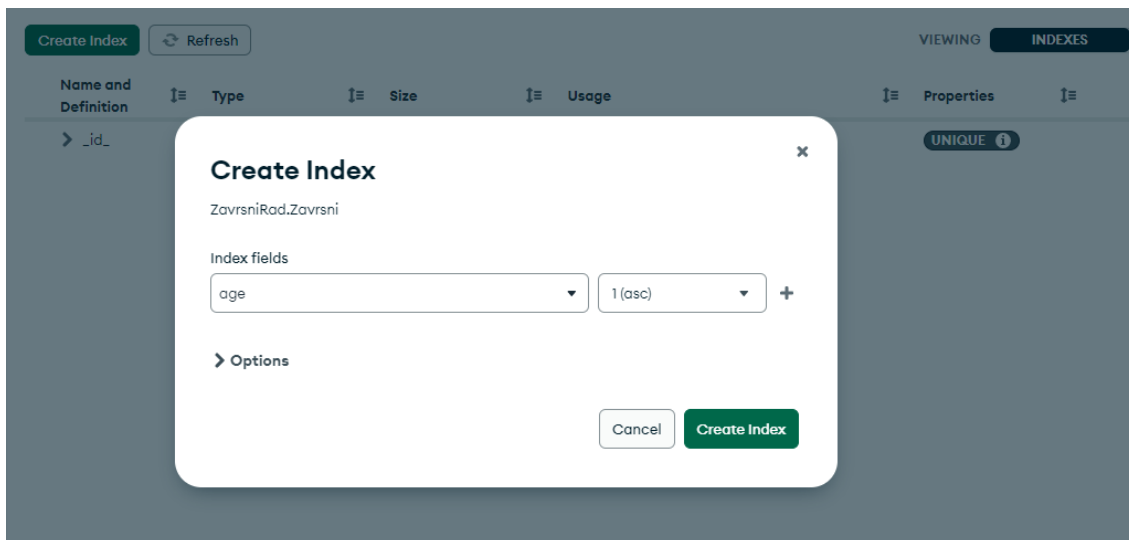 Create Index
Refresh
VIEWING
INDEXES
Name and
Definition
Type
Size
Usage
Properties
_id_
UNIQUE
Create Index
ZavrsniRad.Zavrsni
Index fields
age
1 (asc)
Options
Cancel
Create Index